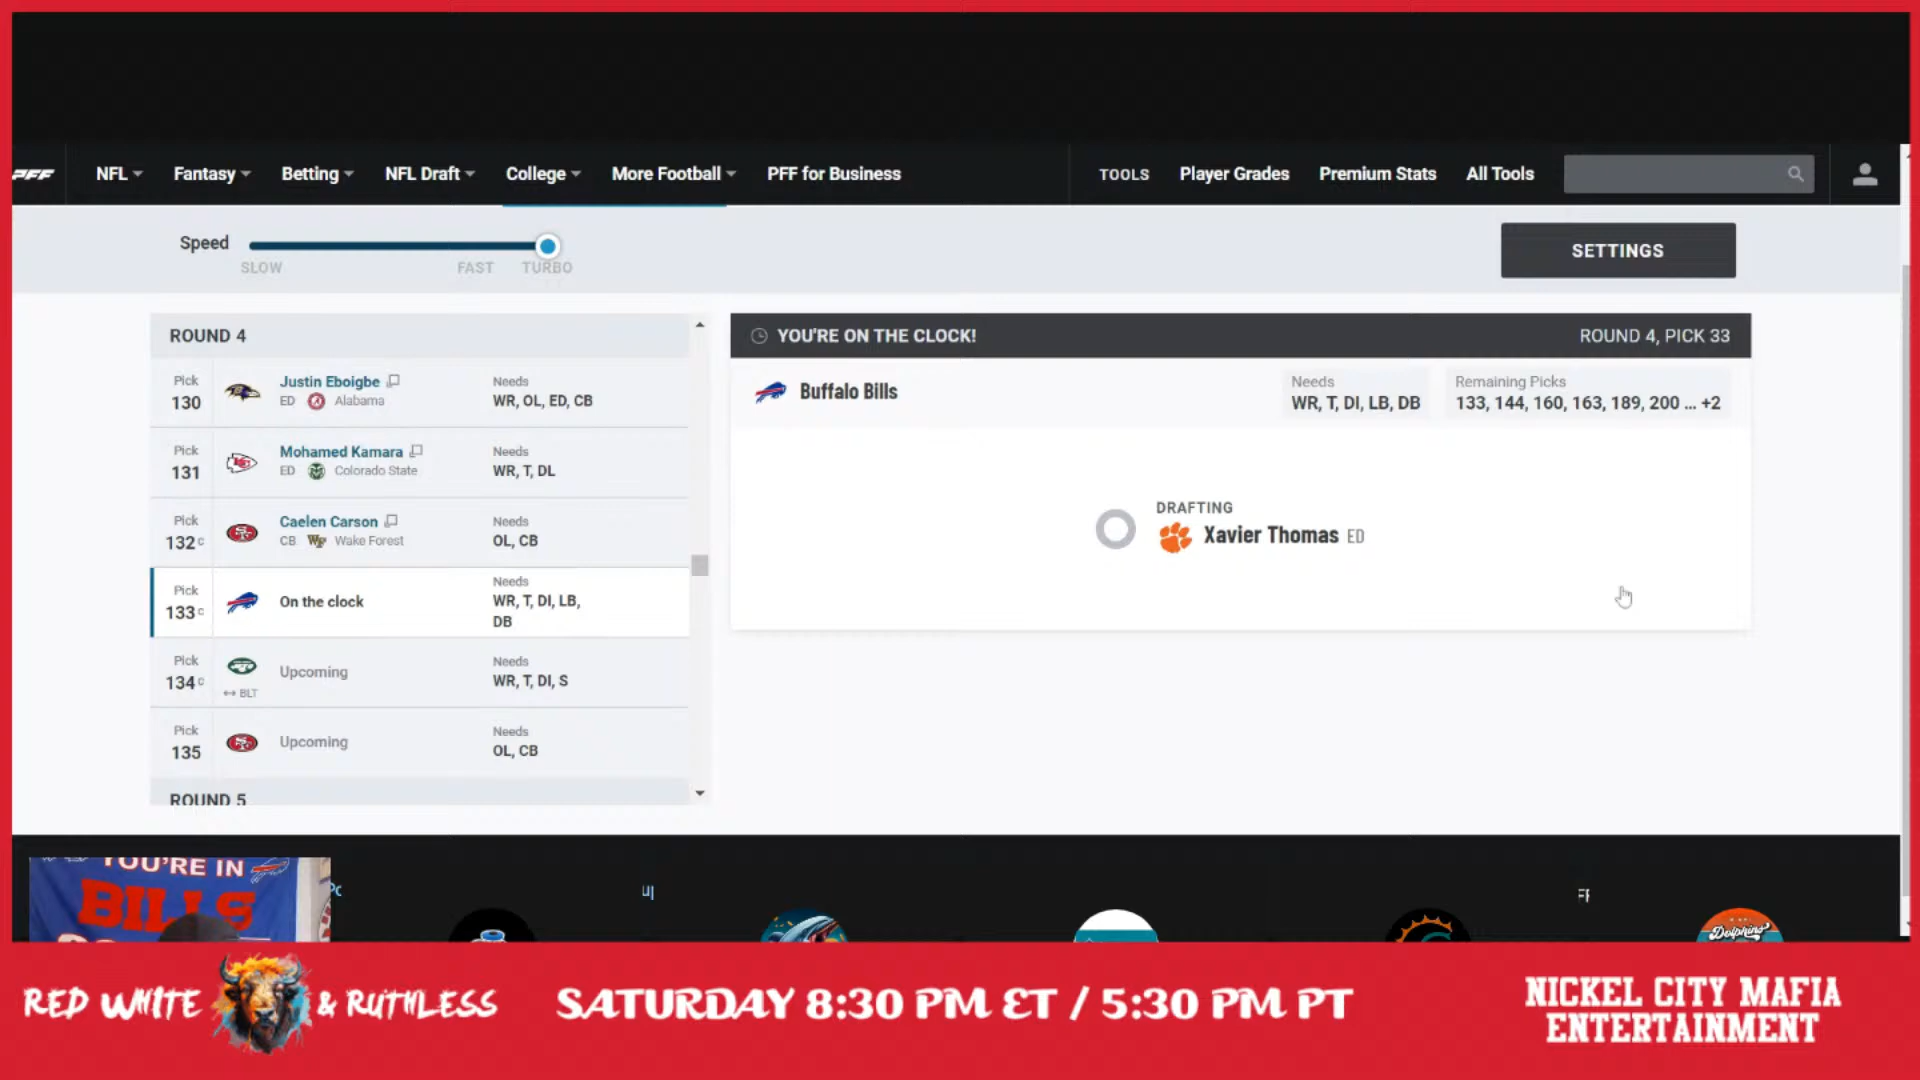 PFF
NFL
Fantasy
Betting
NFL Draft
College
More Football
PFF for Business
TOOLS
Player Grades
Premium Stats
All Tools
Speed
SLOW
FAST
TURBO
SETTINGS
ROUND 4
Pick
130
Justin Eboigbe
ED Alabama
Needs
WR, OL, ED, CB
Pick
131
Mohamed Kamara
ED Colorado State
Needs
WR, T, DL
Pick
132 c
Caelen Carson
CB Wake Forest
Needs
OL, CB
Pick
133 c
On the clock
Needs
WR, T, DI, LB,
DB
Pick
134 c
↔ BLT
Upcoming
Needs
WR, T, DI, S
Pick
135
Upcoming
Needs
OL, CB
ROUND 5
YOU'RE ON THE CLOCK!
ROUND 4, PICK 33
Buffalo Bills
Needs
WR, T, DI, LB, DB
Remaining Picks
133, 144, 160, 163, 189, 200 ... +2
DRAFTING
Xavier Thomas ED
YOU'RE IN
BILLS
Dolphins
RED WHITE & RUTHLESS
SATURDAY 8:30 PM ET / 5:30 PM PT
NICKEL CITY MAFIA
ENTERTAINMENT